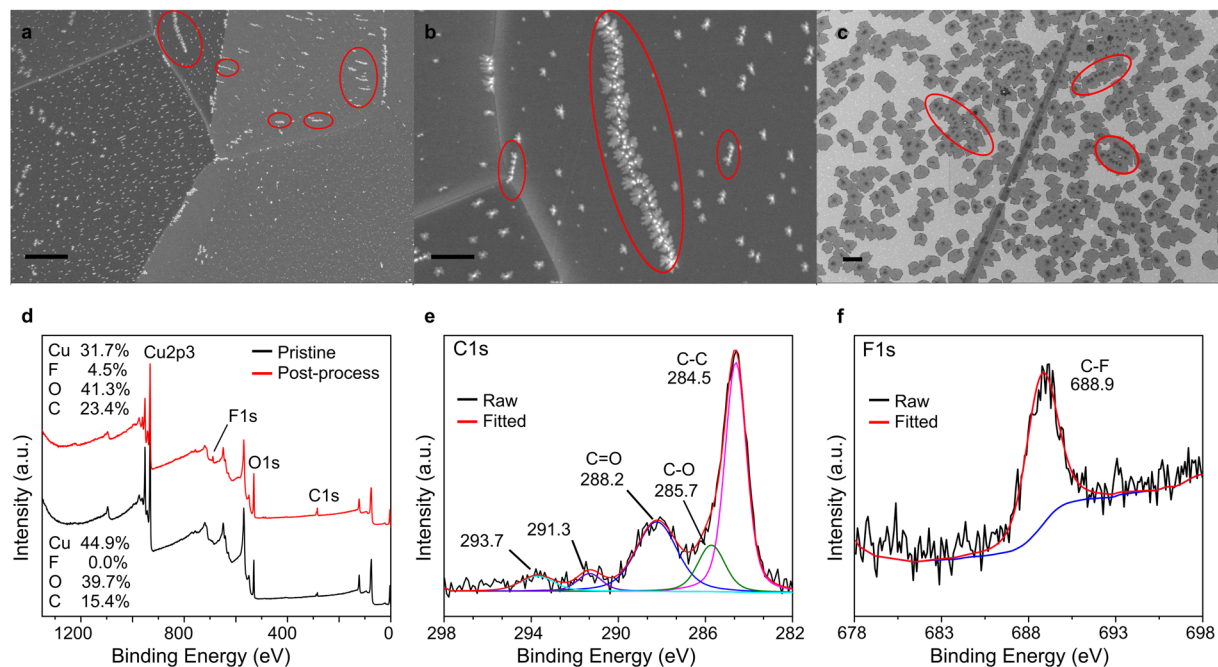 a
b
c
d
Cu 31.7%
F 4.5%
O 41.3%
C 23.4%
Cu2p3
Pristine
Post-process
F1s
O1s
C1s
Cu 44.9%
F 0.0%
O 39.7%
C 15.4%
Intensity (a.u.)
1200 800 400 0
Binding Energy (eV)
e
C1s
Raw
Fitted
C-C
284.5
C=O
288.2
C-O
285.7
291.3
293.7
Intensity (a.u.)
298 294 290 286 282
Binding Energy (eV)
f
F1s
Raw
Fitted
C-F
688.9
Intensity (a.u.)
678 683 688 693 698
Binding Energy (eV)